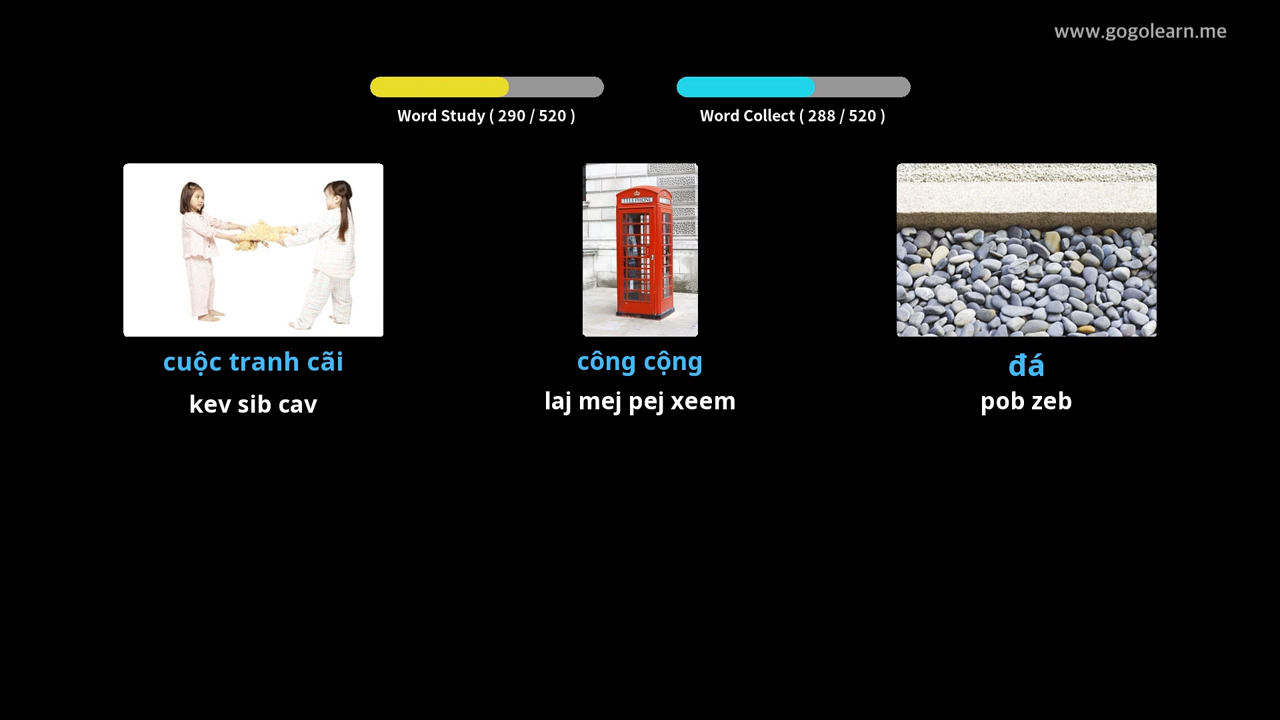 www.gogolearn.me
Word Study ( 290 / 520 )
Word Collect ( 288 / 520 )
TELEPHONE
cuộc tranh cãi
công cộng
đá
kev sib cav
laj mej pej xeem
pob zeb